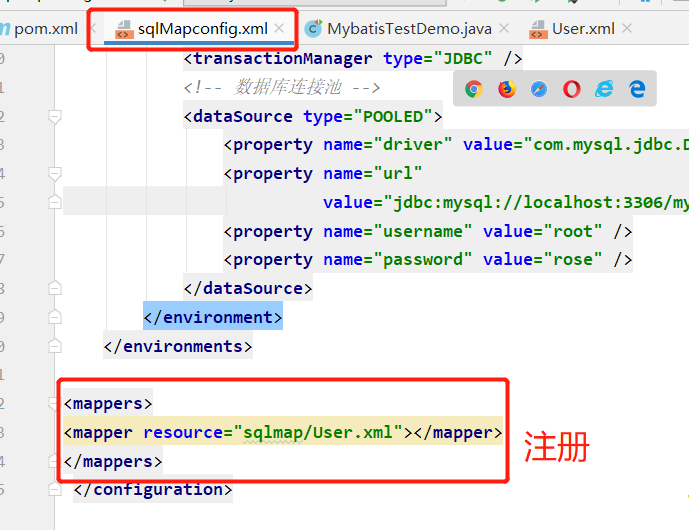 pom.xml sqlMapconfig.xml MybatisTestDemo.java User.xml
<transactionManager type="JDBC" />
<!-- 数据库连接池 -->
<dataSource type="POOLED">
<property name="driver" value="com.mysql.jdbc.D
<property name="url"
value="jdbc:mysql://localhost:3306/my
<property name="username" value="root" />
<property name="password" value="rose" />
</dataSource>
</environment>
</environments>
<mappers>
<mapper resource="sqlmap/User.xml"></mapper>
</mappers>
注册
</configuration>